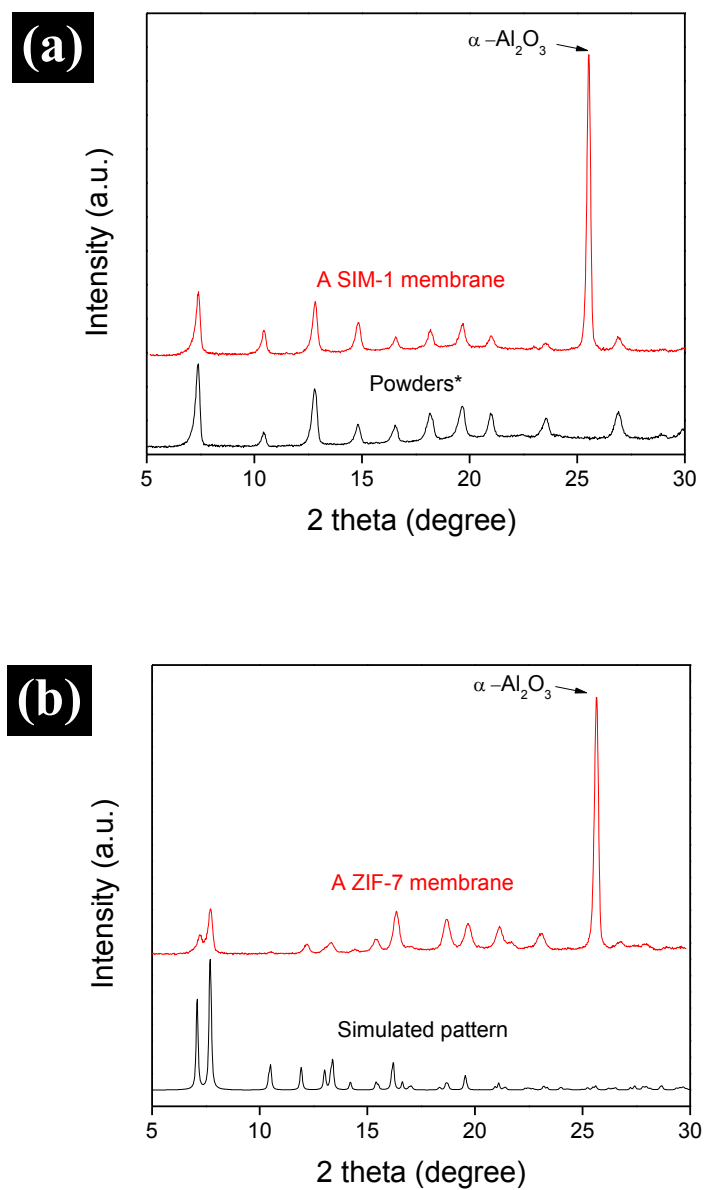 (a)
α –Al₂O₃
Intensity (a.u.)
A SIM-1 membrane
Powders*
5 10 15 20 25 30
2 theta (degree)
(b)
α –Al₂O₃
Intensity (a.u.)
A ZIF-7 membrane
Simulated pattern
5 10 15 20 25 30
2 theta (degree)